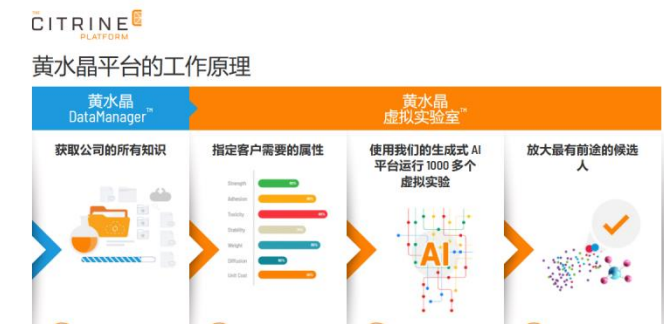 THE
CITRINE
PLATFORM
黄水晶平台的工作原理
黄水晶
DataManager™
黄水晶
虚拟实验室™
获取公司的所有知识
指定客户需要的属性
使用我们的生成式 AI
平台运行 1000 多个
虚拟实验
放大最有前途的候选
人
Strength
Adhesion
Toxicity
Stability
Weight
Diffusion
Unit Cost
AI